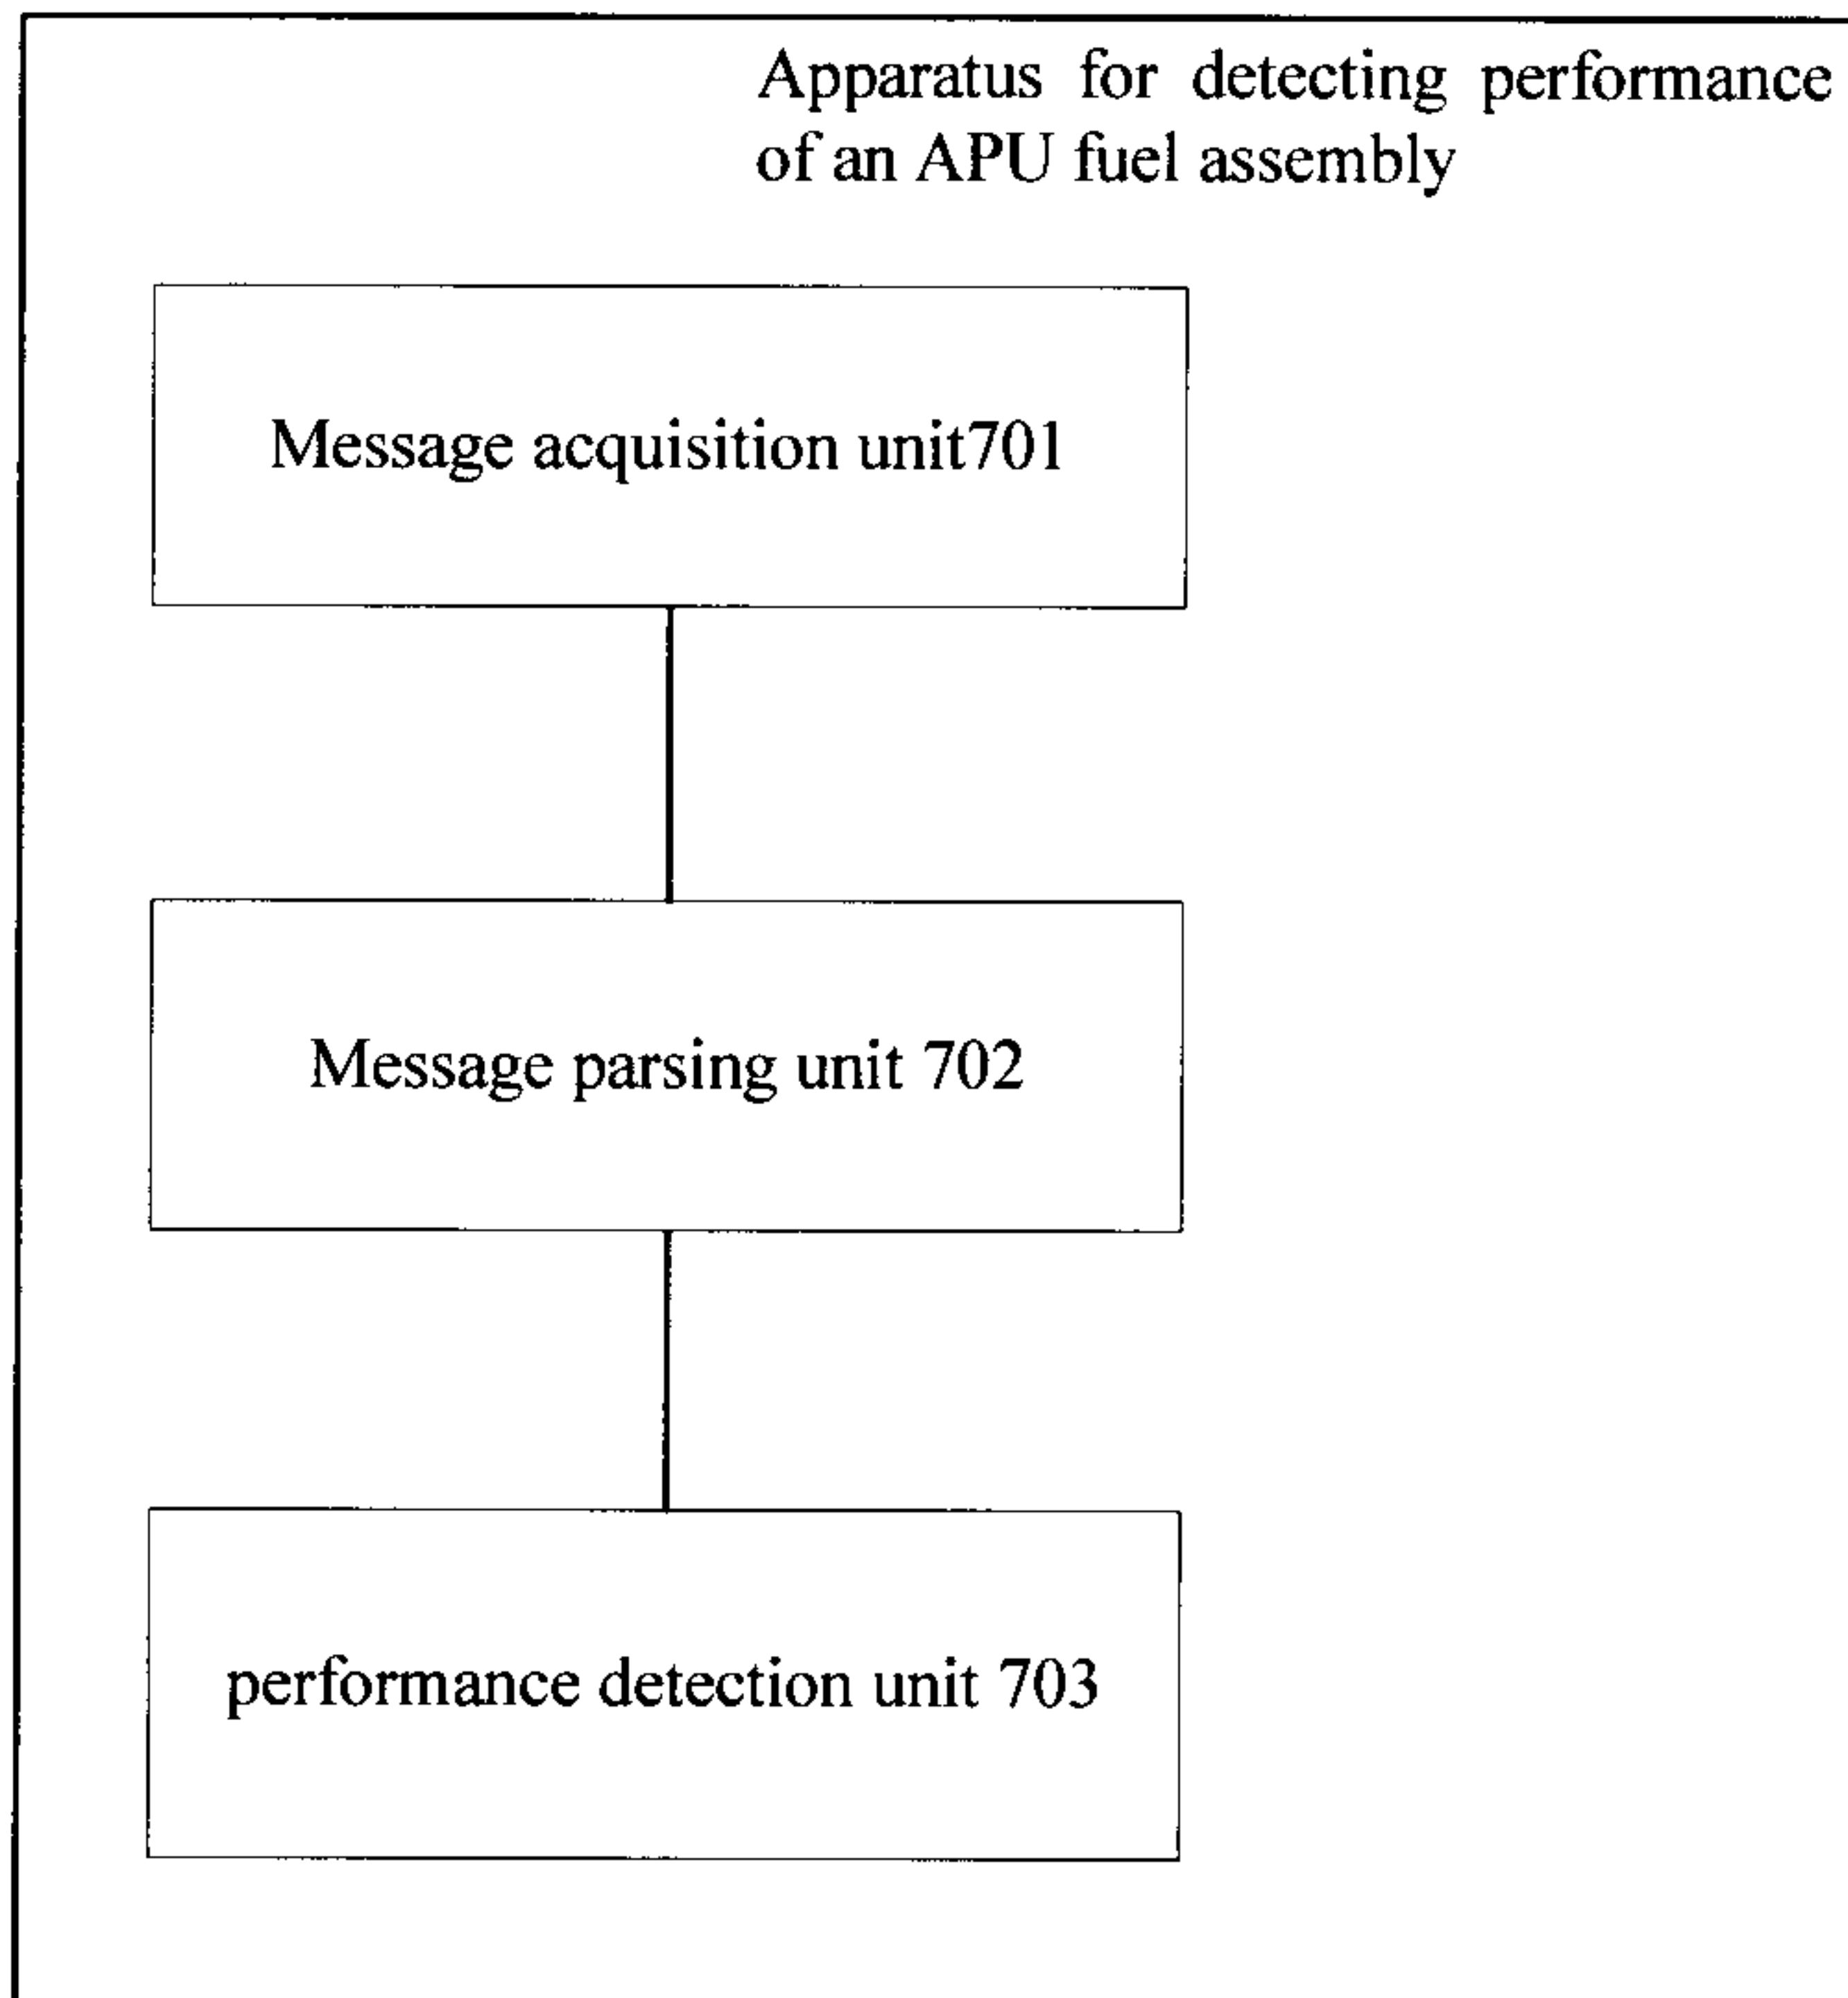 Apparatus for detecting performance
of an APU fuel assembly
Message acquisition unit701
Message parsing unit 702
performance detection unit 703